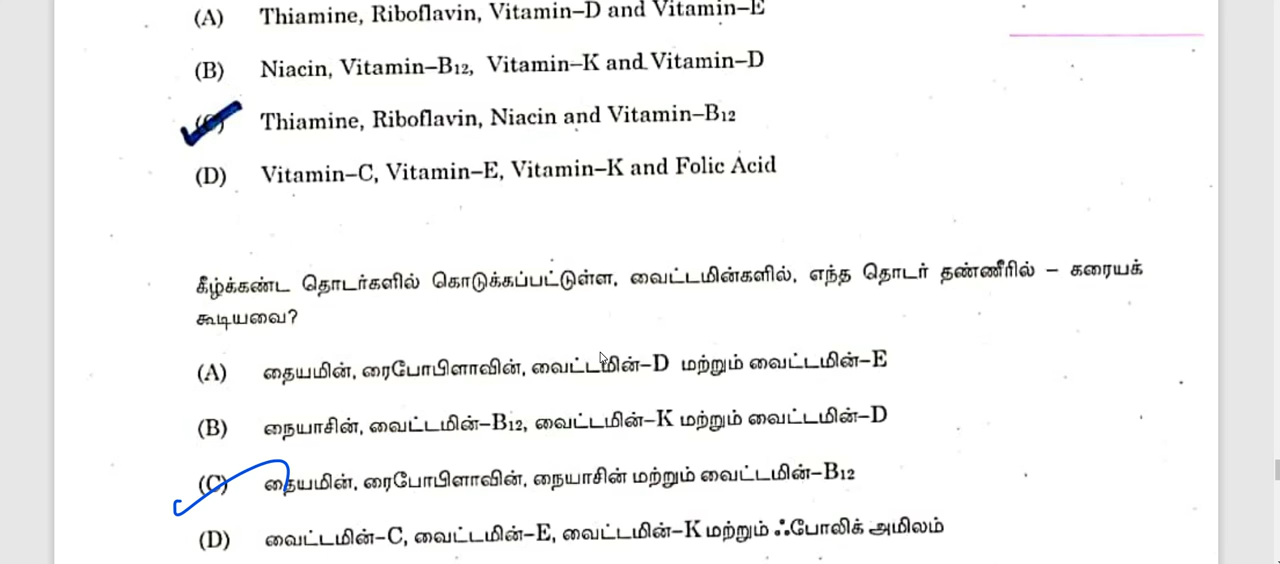 (A) Thiamine, Riboflavin, Vitamin–D and Vitamin–E
(B) Niacin, Vitamin–B12, Vitamin–K and Vitamin–D
(C) Thiamine, Riboflavin, Niacin and Vitamin–B12
(D) Vitamin–C, Vitamin–E, Vitamin–K and Folic Acid
கீழ்க்கண்ட தொடர்களில் கொடுக்கப்பட்டுள்ள, வைட்டமின்களில், எந்த தொடர் தண்ணீரில் – கரையக்
கூடியவை?
(A) தையமின், ரைபோபிளாவின், வைட்டமின்–D மற்றும் வைட்டமின்–E
(B) நையாசின், வைட்டமின்–B12, வைட்டமின்–K மற்றும் வைட்டமின்–D
(C) தையமின், ரைபோபிளாவின், நையாசின் மற்றும் வைட்டமின்–B12
(D) வைட்டமின்–C, வைட்டமின்–E, வைட்டமின்–K மற்றும் ஃபோலிக் அமிலம்